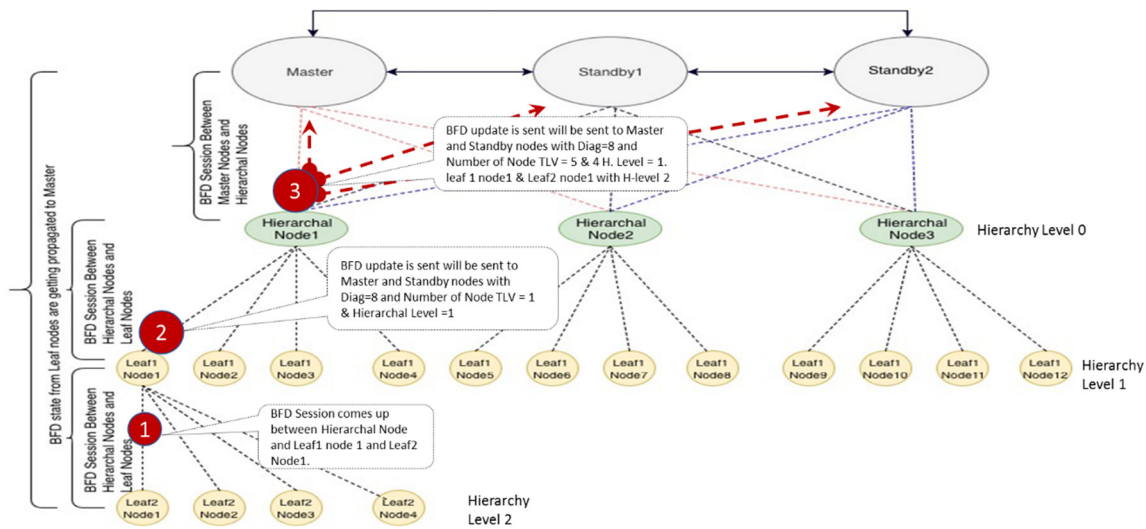 Master
Standby1
Standby2
BFD state from Leaf nodes are getting propagated to Master
BFD Session Between
Master Nodes and
Hierarchal Nodes
BFD update is sent will be sent to Master
and Standby nodes with Diag=8 and
Number of Node TLV = 5 & 4 H. Level = 1.
leaf 1 node1 & Leaf2 node1 with H-level 2
3
Hierarchal
Node1
Hierarchal
Node2
Hierarchal
Node3
Hierarchy Level 0
BFD Session Between
Hierarchal Nodes and
Leaf Nodes
BFD update is sent will be sent to
Master and Standby nodes with
Diag=8 and Number of Node TLV = 1
& Hierarchal Level =1
2
Leaf1
Node1
Leaf1
Node2
Leaf1
Node3
Leaf1
Node4
Leaf1
Node5
Leaf1
Node6
Leaf1
Node7
Leaf1
Node8
Leaf1
Node9
Leaf1
Node10
Leaf1
Node11
Leaf1
Node12
Hierarchy
Level 1
BFD Session Between
Hierarchal Nodes and
Leaf Nodes
1
BFD Session comes up
between Hierarchal Node
and Leaf1 node 1 and Leaf2
Node1.
Leaf2
Node1
Leaf2
Node2
Leaf2
Node3
Leaf2
Node4
Hierarchy
Level 2